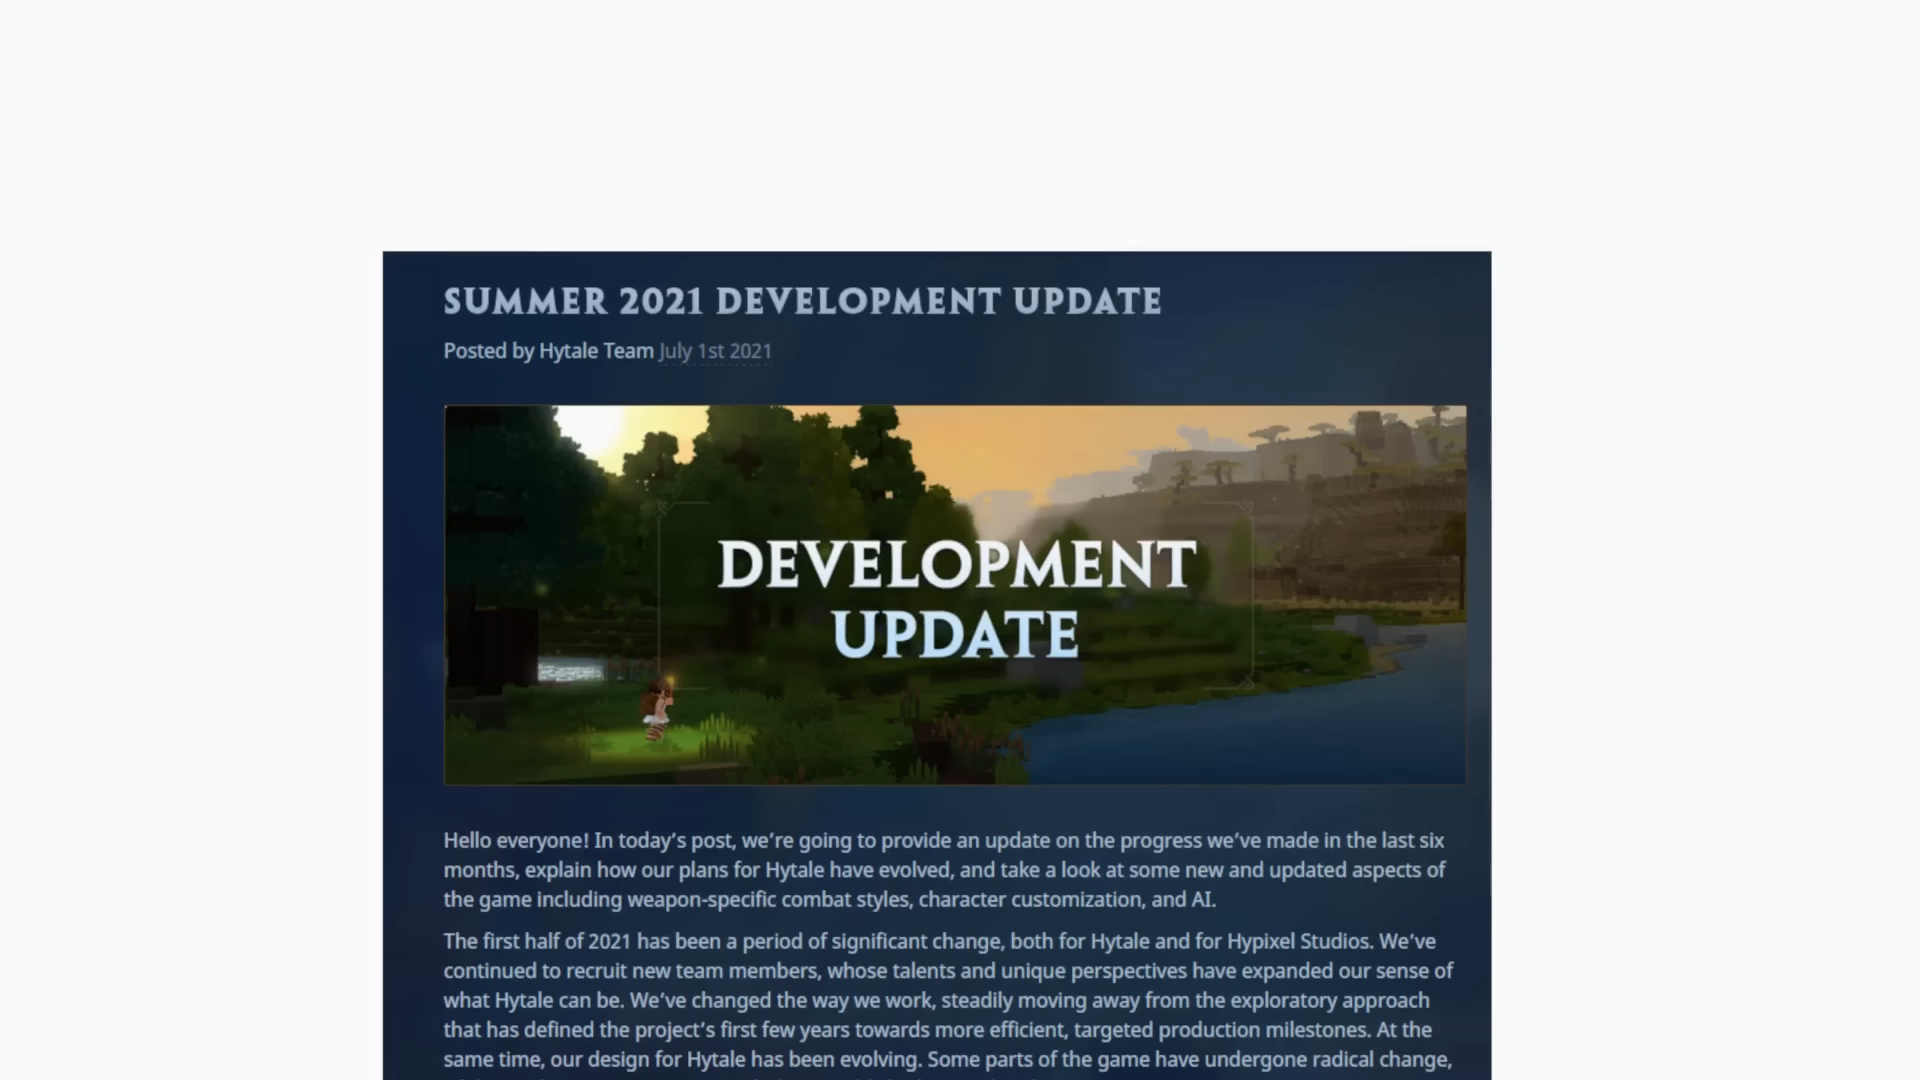 SUMMER 2021 DEVELOPMENT UPDATE
Posted by Hytale Team July 1st 2021
DEVELOPMENT
UPDATE
Hello everyone! In today’s post, we’re going to provide an update on the progress we’ve made in the last six
months, explain how our plans for Hytale have evolved, and take a look at some new and updated aspects of
the game including weapon-specific combat styles, character customization, and AI.
The first half of 2021 has been a period of significant change, both for Hytale and for Hypixel Studios. We’ve
continued to recruit new team members, whose talents and unique perspectives have expanded our sense of
what Hytale can be. We’ve changed the way we work, steadily moving away from the exploratory approach
that has defined the project’s first few years towards more efficient, targeted production milestones. At the
same time, our design for Hytale has been evolving. Some parts of the game have undergone radical change,